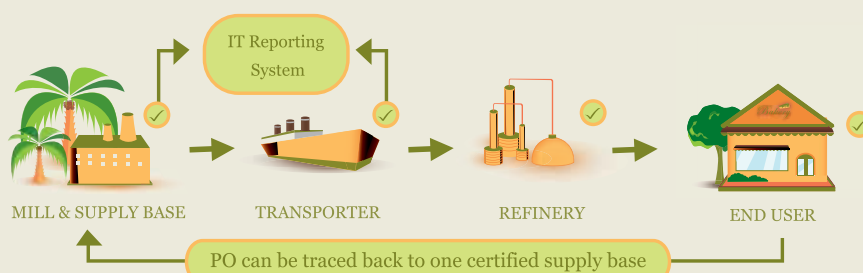 IT Reporting
System
MILL & SUPPLY BASE
TRANSPORTER
REFINERY
END USER
PO can be traced back to one certified supply base